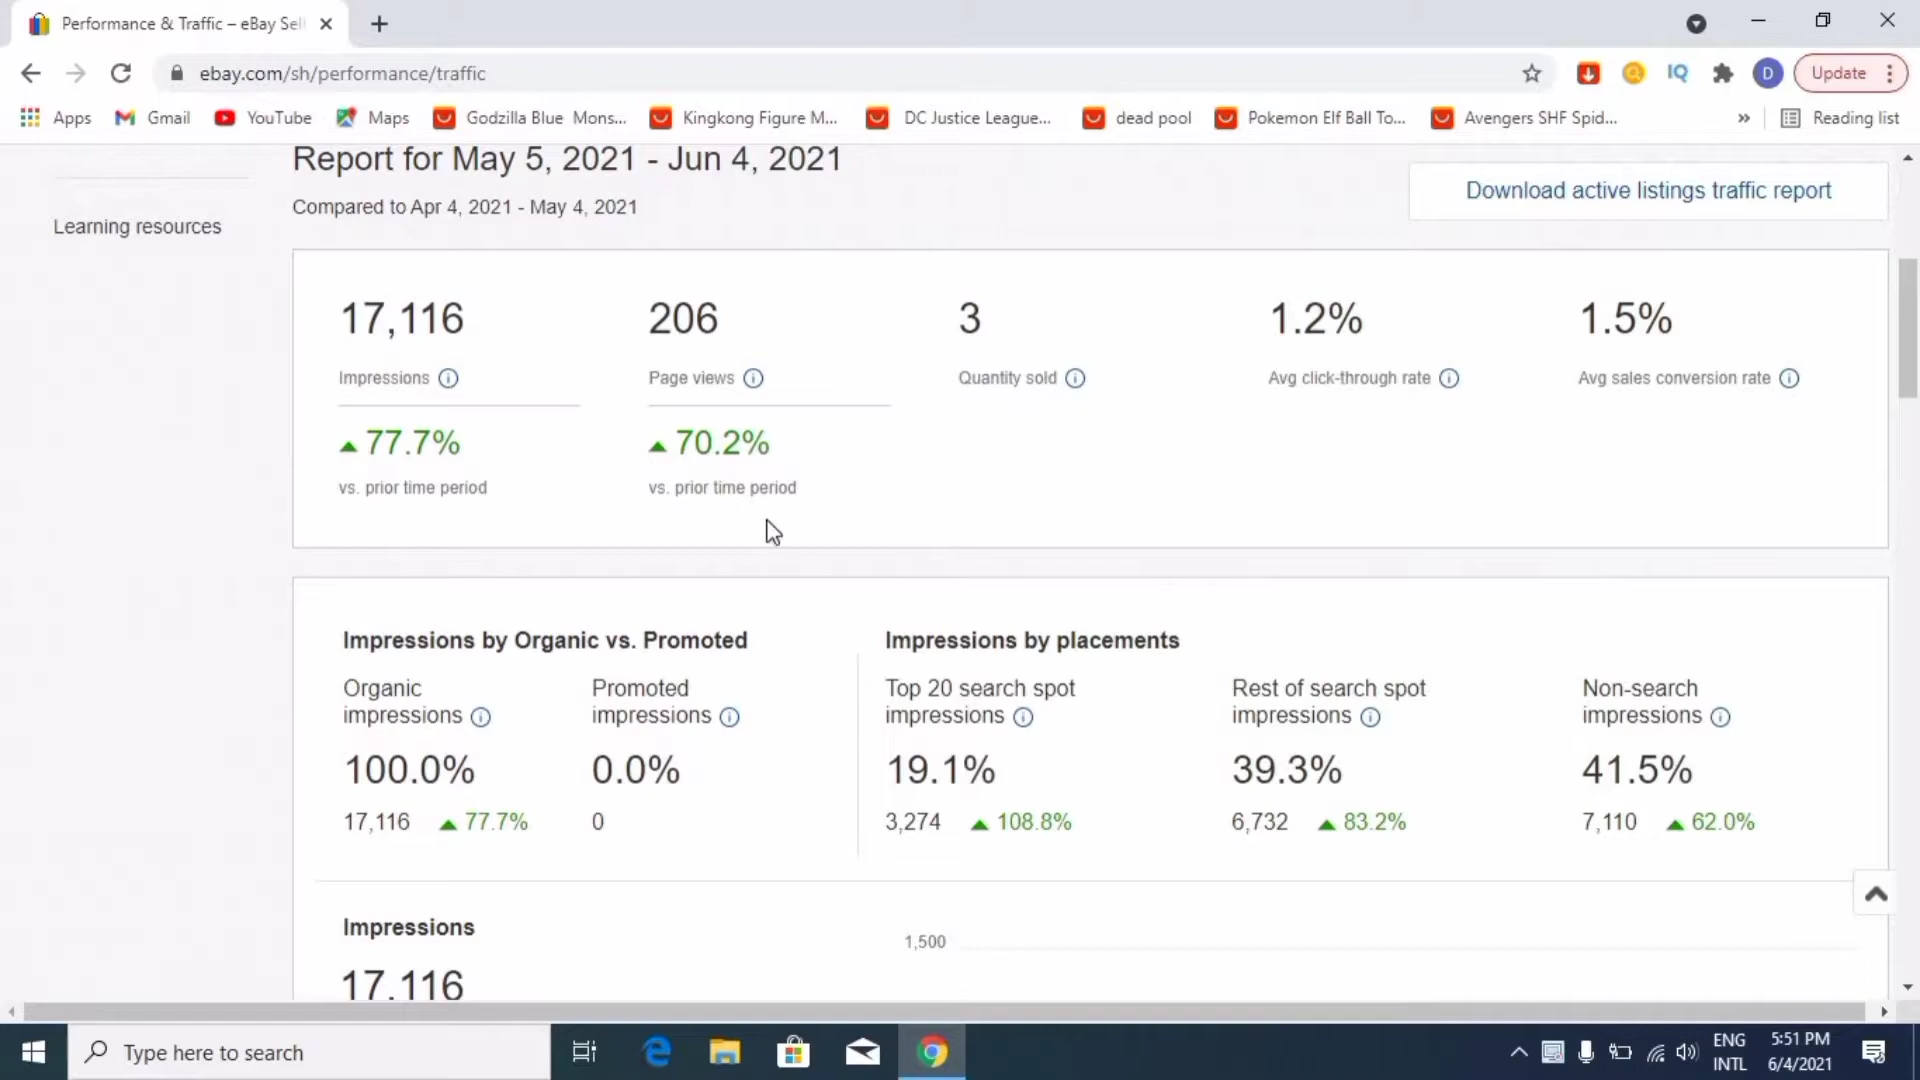 Performance & Traffic – eBay Sel
ebay.com/sh/performance/traffic
IQ
D
Update
Apps
Gmail
YouTube
Maps
Godzilla Blue Mons...
Kingkong Figure M...
DC Justice League...
dead pool
Pokemon Elf Ball To...
Avengers SHF Spid...
»
Reading list
Report for May 5, 2021 - Jun 4, 2021
Download active listings traffic report
Compared to Apr 4, 2021 - May 4, 2021
Learning resources
17,116
206
3
1.2%
1.5%
Impressions
Page views
Quantity sold
Avg click-through rate
Avg sales conversion rate
77.7%
70.2%
vs. prior time period
vs. prior time period
Impressions by Organic vs. Promoted
Impressions by placements
Organic
impressions
Promoted
impressions
Top 20 search spot
impressions
Rest of search spot
impressions
Non-search
impressions
100.0%
0.0%
19.1%
39.3%
41.5%
17,116 77.7%
0
3,274 108.8%
6,732 83.2%
7,110 62.0%
Impressions
1,500
17,116
Type here to search
ENG
INTL
5:51 PM
6/4/2021